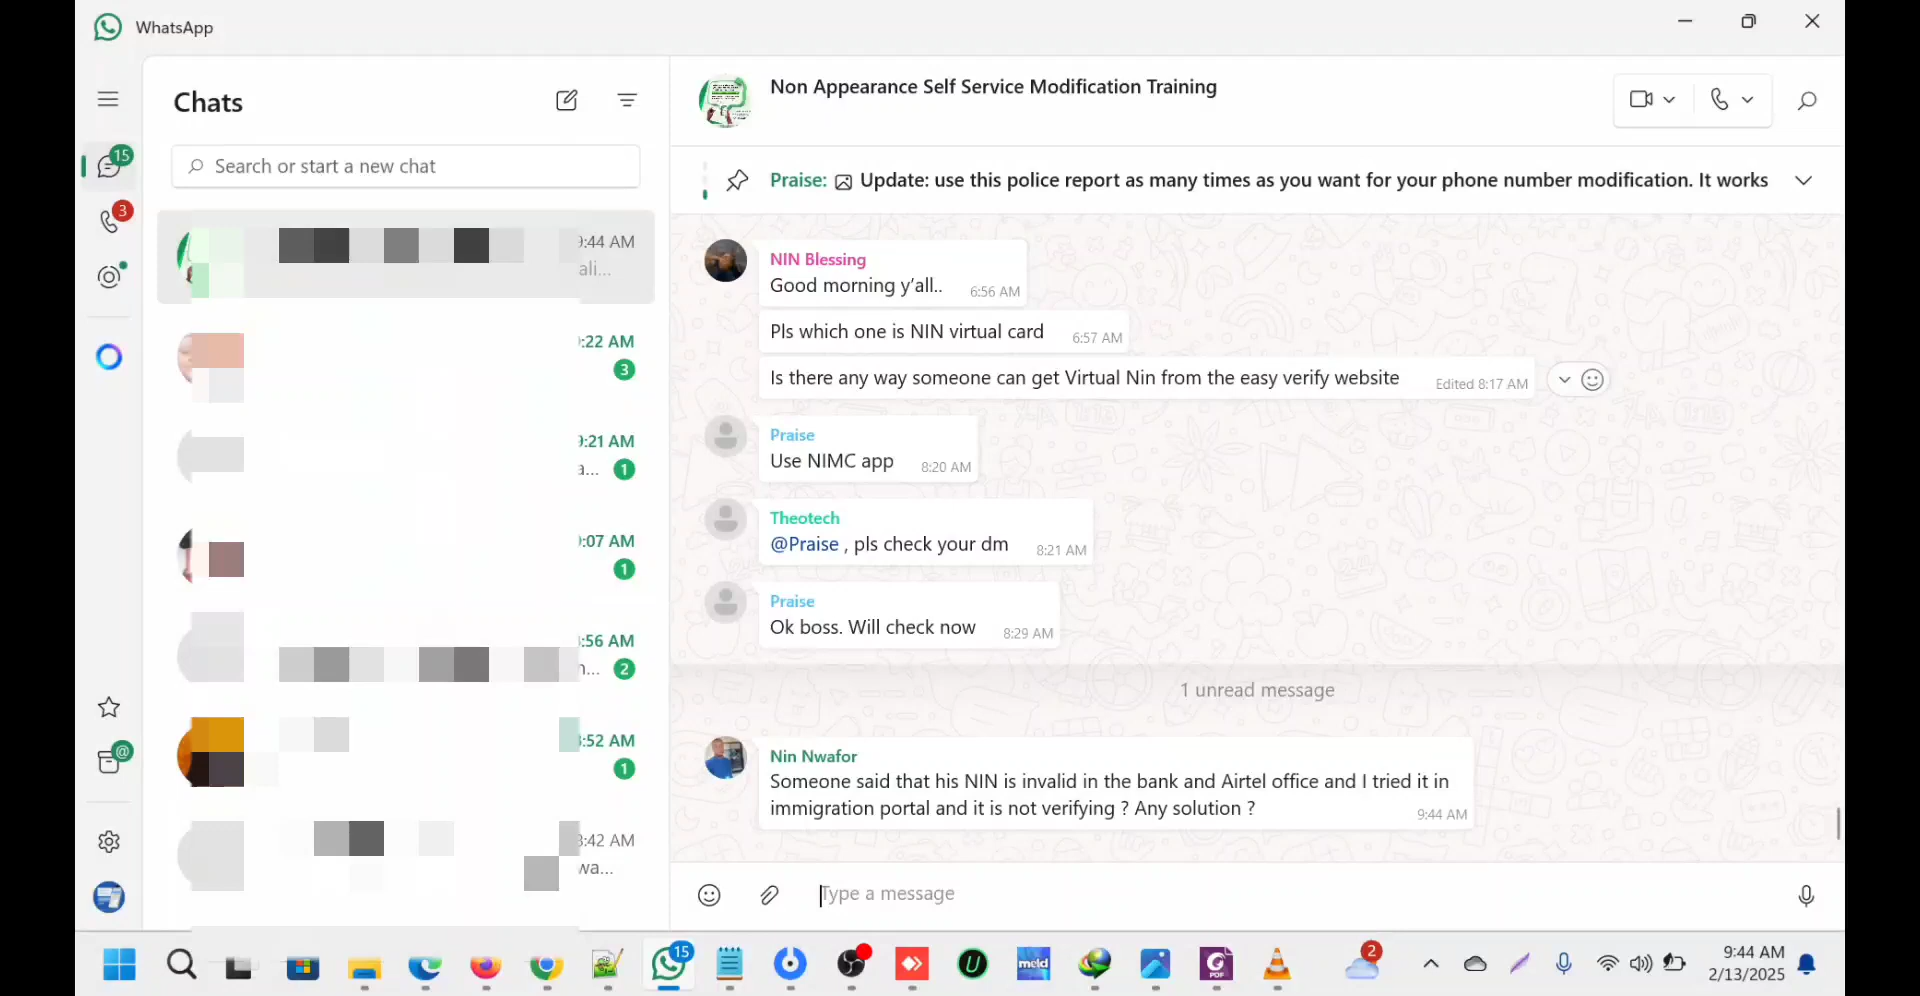 WhatsApp
Chats
Non Appearance Self Service Modification Training
15
Search or start a new chat
Praise: Update: use this police report as many times as you want for your phone number modification. It works
3
9:44 AM
ali...
:22 AM
3
9:21 AM
a... 1
:07 AM
1
:56 AM
2
:52 AM
1
8:42 AM
wa...
@
NIN Blessing
Good morning y'all.. 6:56 AM
Pls which one is NIN virtual card 6:57 AM
Is there any way someone can get Virtual Nin from the easy verify website Edited 8:17 AM
Praise
Use NIMC app 8:20 AM
Theotech
@Praise , pls check your dm 8:21 AM
Praise
Ok boss. Will check now 8:29 AM
1 unread message
Nin Nwafor
Someone said that his NIN is invalid in the bank and Airtel office and I tried it in
immigration portal and it is not verifying ? Any solution ?
9:44 AM
Type a message
15
meld
PDF
2
9:44 AM
2/13/2025